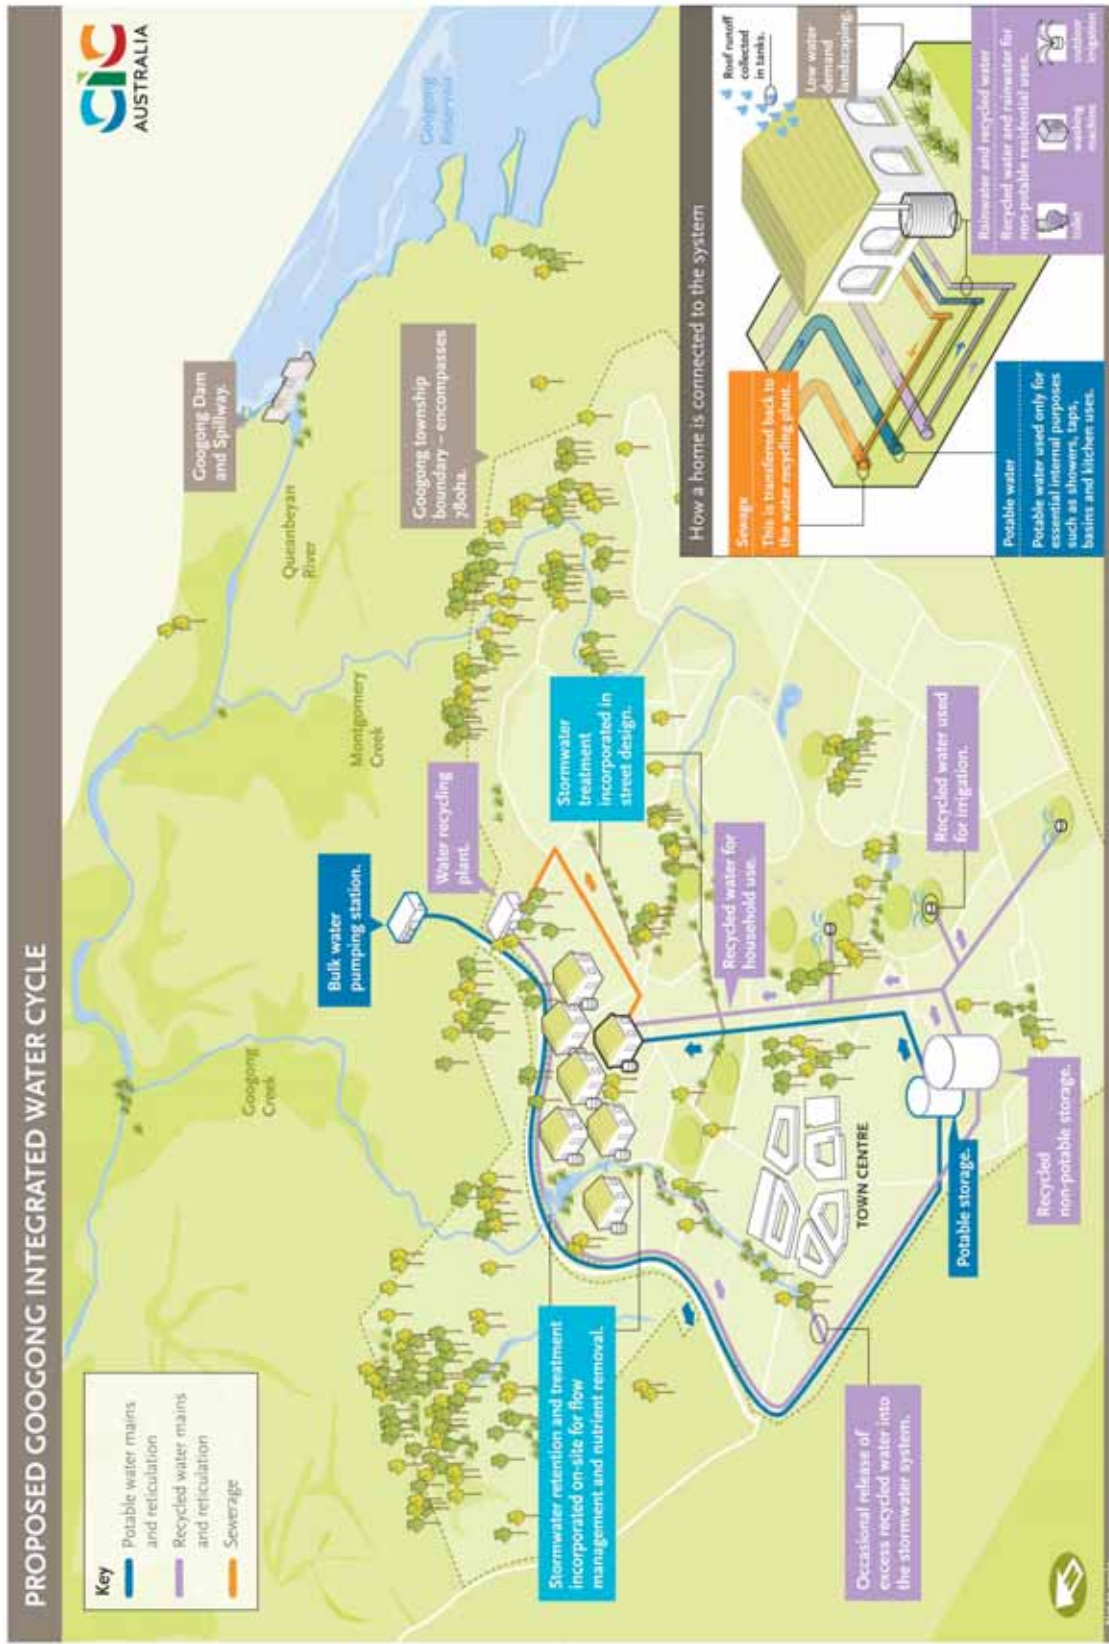 PROPOSED GOOGONG INTEGRATED WATER CYCLE
CIC
AUSTRALIA
Key
Potable water mains
and reticulation
Recycled water mains
and reticulation
Sewerage
Googong
Creek
Montgomery
Creek
Queanbeyan
River
Googong Dam
and Spillway.
Googong
Reservoir
Googong township
boundary – encompasses
780ha.
Bulk water
pumping station.
Water recycling
plant.
Stormwater
treatment
incorporated in
street design.
Recycled water for
household use.
Recycled water used
for irrigation.
Stormwater retention and treatment
incorporated on-site for flow
management and nutrient removal.
Occasional release of
excess recycled water into
the stormwater system.
TOWN CENTRE
Potable storage.
Recycled
non-potable storage.
How a home is connected to the system
Roof runoff
collected
in tanks.
Low water
demand
landscaping.
Sewage
This is transferred back to
the water recycling plant.
Potable water
Potable water used only for
essential internal purposes
such as showers, taps,
basins and kitchen uses.
Rainwater and recycled water
Recycled water and rainwater for
non-potable residential uses.
toilet
washing
machine
outdoor
irrigation